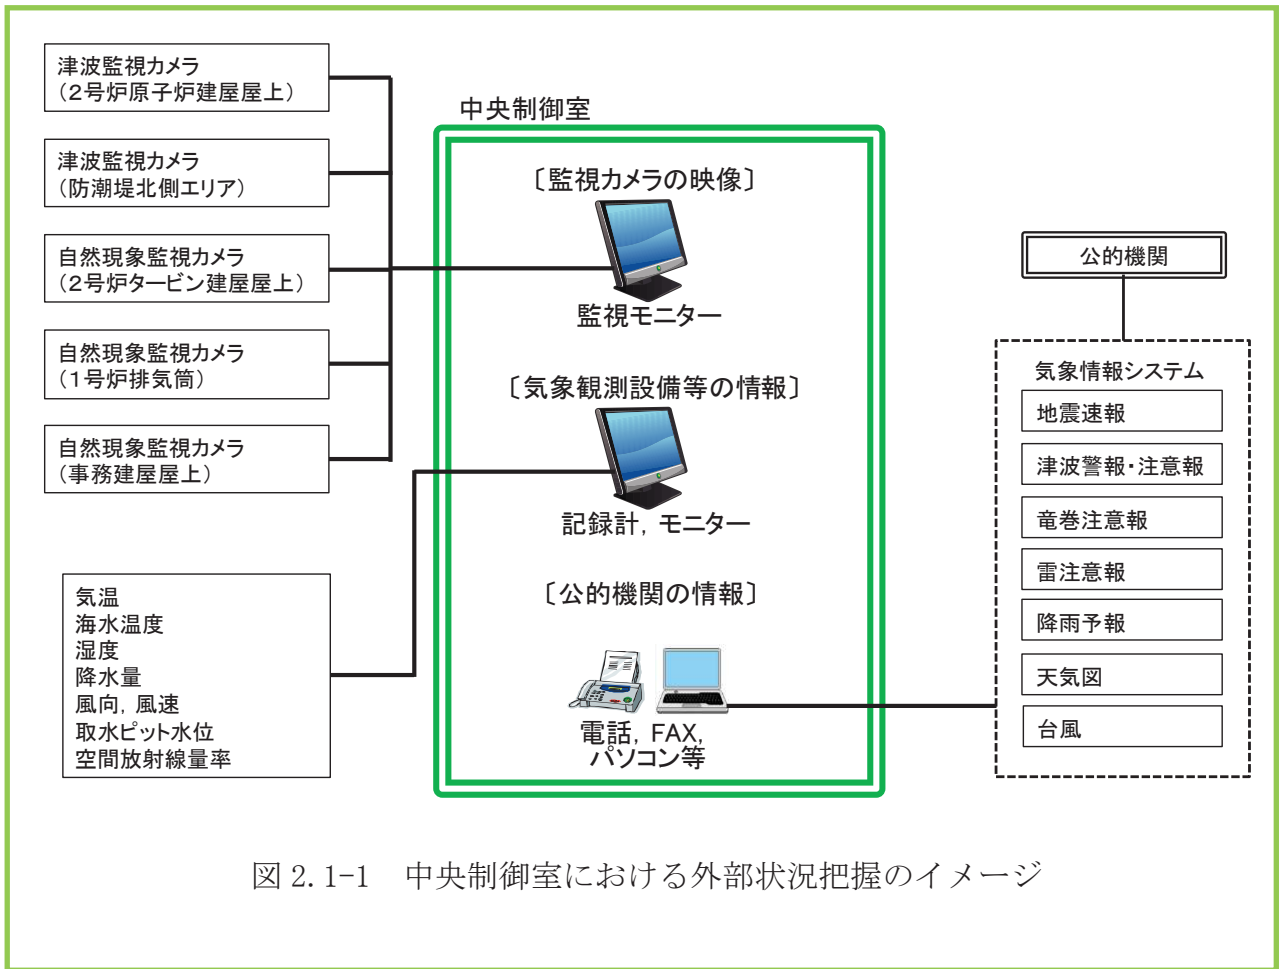 津波監視カメラ
(2号炉原子炉建屋屋上)
津波監視カメラ
(防潮堤北側エリア)
自然現象監視カメラ
(2号炉タービン建屋屋上)
自然現象監視カメラ
(1号炉排気筒)
自然現象監視カメラ
(事務建屋屋上)
気温
海水温度
湿度
降水量
風向，風速
取水ピット水位
空間放射線量率
中央制御室
〔監視カメラの映像〕
監視モニター
〔気象観測設備等の情報〕
記録計，モニター
〔公的機関の情報〕
電話，FAX，
パソコン等
公的機関
気象情報システム
地震速報
津波警報・注意報
竜巻注意報
雷注意報
降雨予報
天気図
台風
図 2.1-1　中央制御室における外部状況把握のイメージ